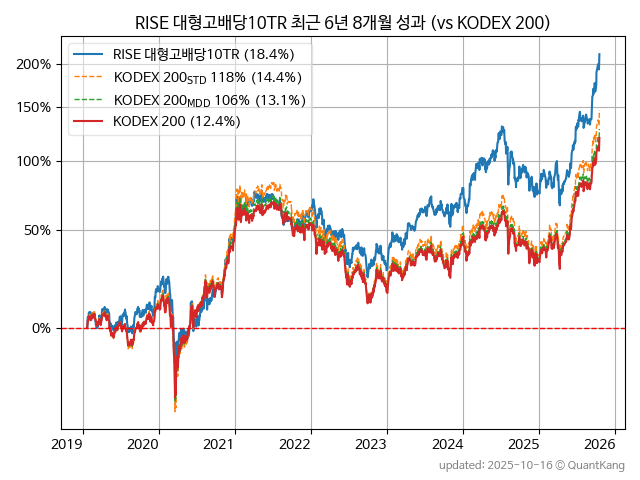 RISE 대형고배당10TR 최근 6년 8개월 성과 (vs KODEX 200)
RISE 대형고배당10TR (18.4%)
KODEX 200STD 118% (14.4%)
KODEX 200MDD 106% (13.1%)
KODEX 200 (12.4%)
200%
150%
100%
50%
0%
2019
2020
2021
2022
2023
2024
2025
2026
updated: 2025-10-16 © QuantKang